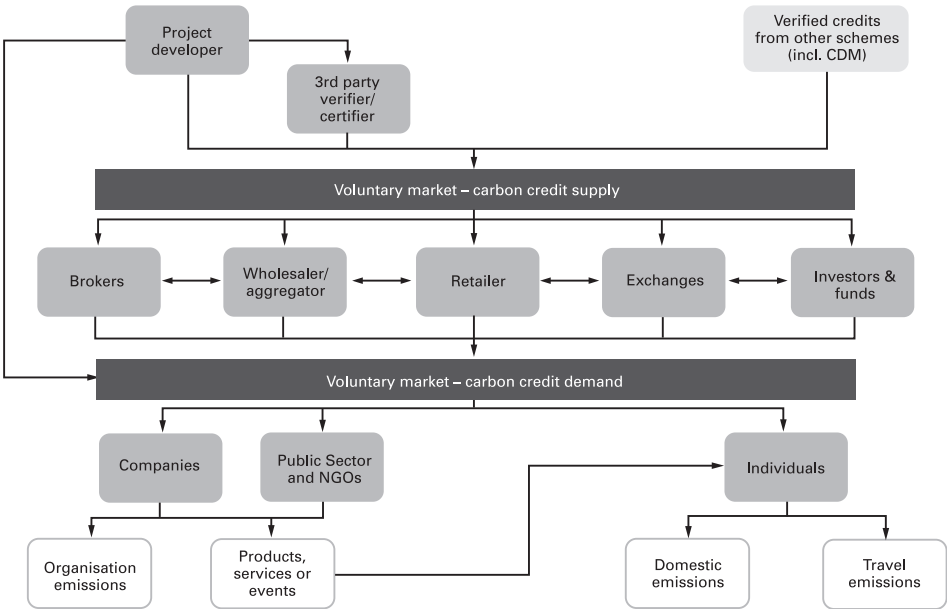 Project
developer
Verified credits
from other schemes
(incl. CDM)
3rd party
verifier/
certifier
Voluntary market – carbon credit supply
Brokers
Wholesaler/
aggregator
Retailer
Exchanges
Investors &
funds
Voluntary market – carbon credit demand
Companies
Public Sector
and NGOs
Individuals
Organisation
emissions
Products,
services or
events
Domestic
emissions
Travel
emissions